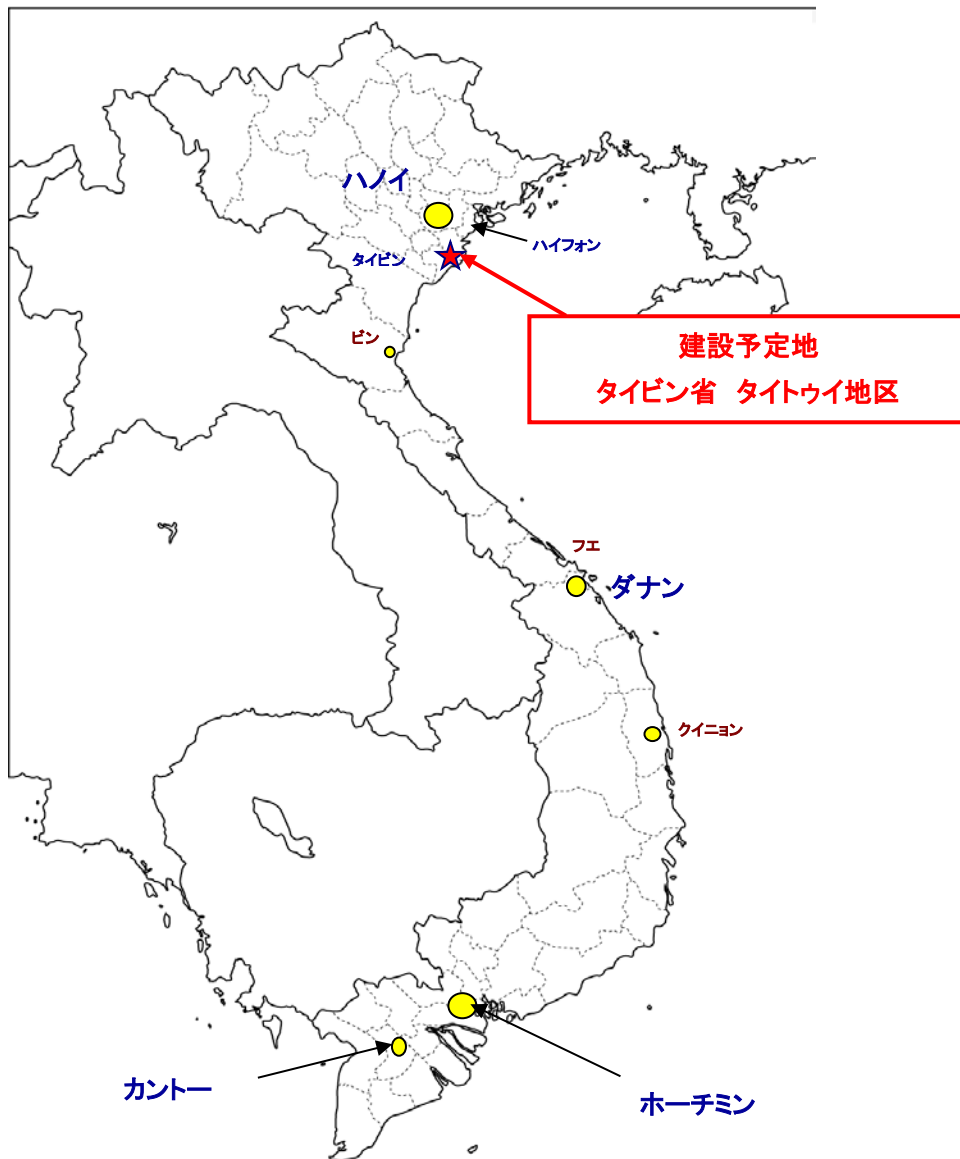 ハノイ
ハイフォン
タイビン
ビン
建設予定地
タイビン省 タイトゥイ地区
フエ
ダナン
クイニョン
カントー
ホーチミン